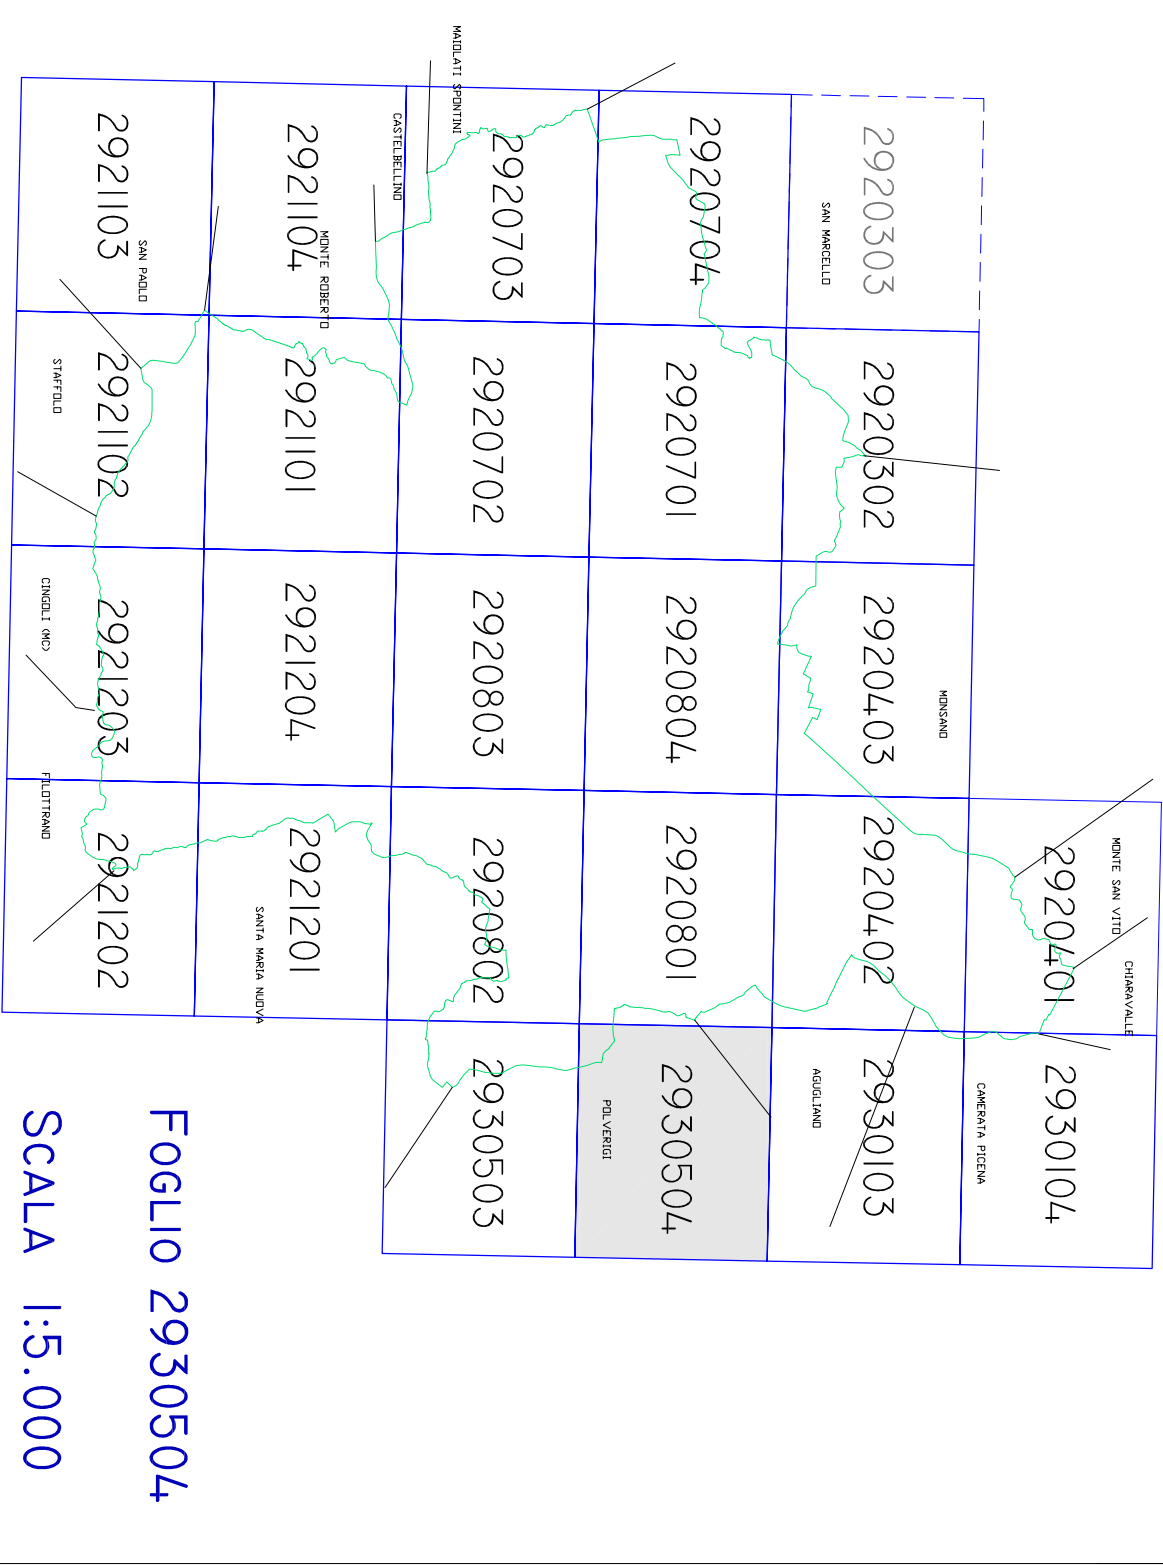 CHIARAVALLE
MONTE SAN VITO
2920401
2930104
CAMERATA PICENA
MONSANO
2920303
2920302
2920403
2920402
2930103
SAN MARCELLO
AGUGLIANO
2920704
2920701
2920804
2920801
2930504
POLVERIGI
2920703
2920702
2920803
2920802
2930503
MAIOLATI SPONTINI
CASTELBELLINO
MONTE ROBERTO
2921104
2921101
2921204
2921201
SANTA MARIA NUOVA
SAN PAOLO
2921103
2921102
2921203
2921202
STAFFOLO
CINGOLI (MC)
FILOTTRANO
FOGLIO 2930504
SCALA 1:5.000